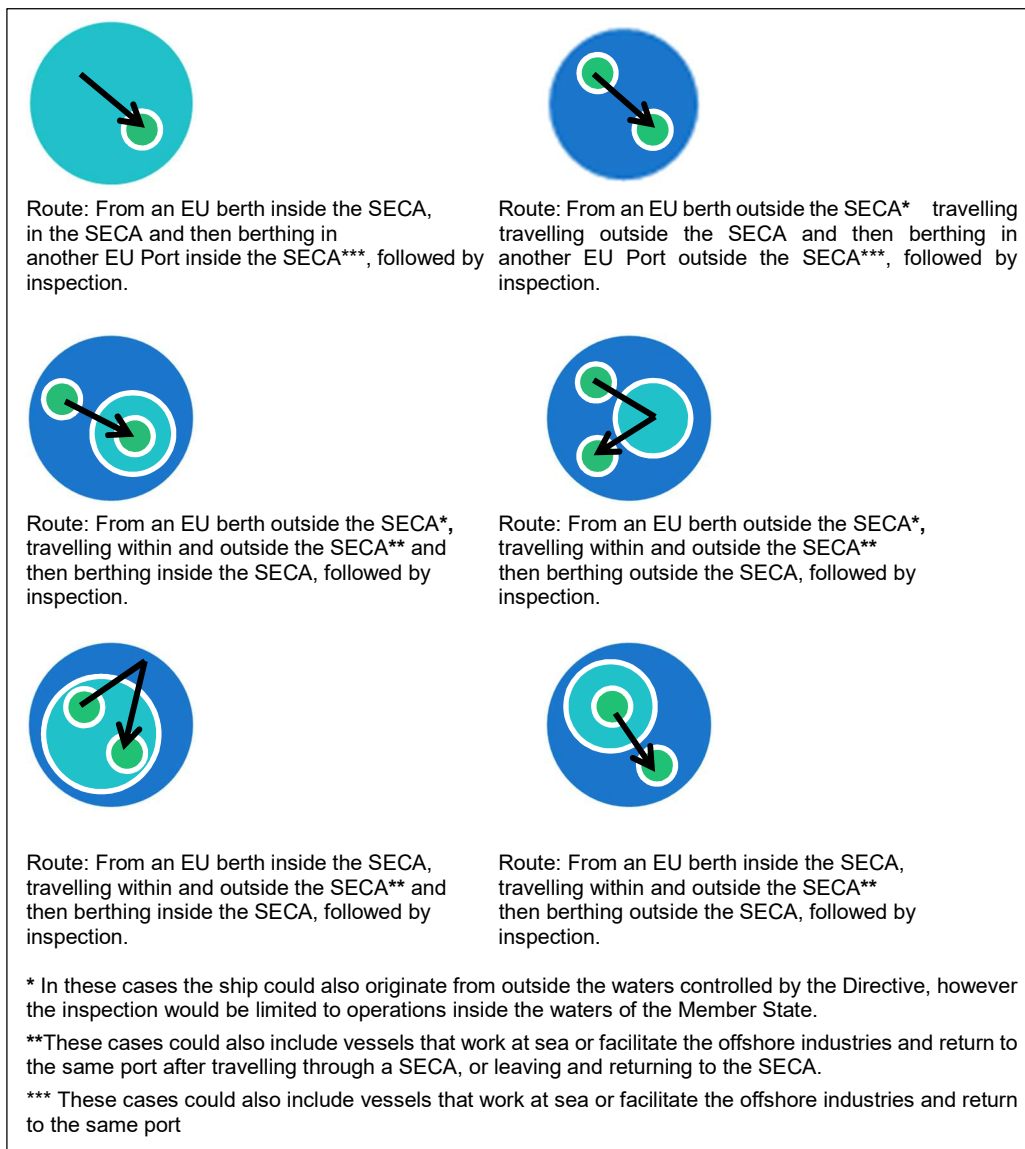 Route: From an EU berth inside the SECA,
in the SECA and then berthing in
another EU Port inside the SECA***, followed by
inspection.
Route: From an EU berth outside the SECA* travelling
travelling outside the SECA and then berthing in
another EU Port outside the SECA***, followed by
inspection.
Route: From an EU berth outside the SECA*,
travelling within and outside the SECA** and
then berthing inside the SECA, followed by
inspection.
Route: From an EU berth outside the SECA*,
travelling within and outside the SECA**
then berthing outside the SECA, followed by
inspection.
Route: From an EU berth inside the SECA,
travelling within and outside the SECA** and
then berthing inside the SECA, followed by
inspection.
Route: From an EU berth inside the SECA,
travelling within and outside the SECA**
then berthing outside the SECA, followed by
inspection.
* In these cases the ship could also originate from outside the waters controlled by the Directive, however
the inspection would be limited to operations inside the waters of the Member State.
**These cases could also include vessels that work at sea or facilitate the offshore industries and return to
the same port after travelling through a SECA, or leaving and returning to the SECA.
*** These cases could also include vessels that work at sea or facilitate the offshore industries and return
to the same port